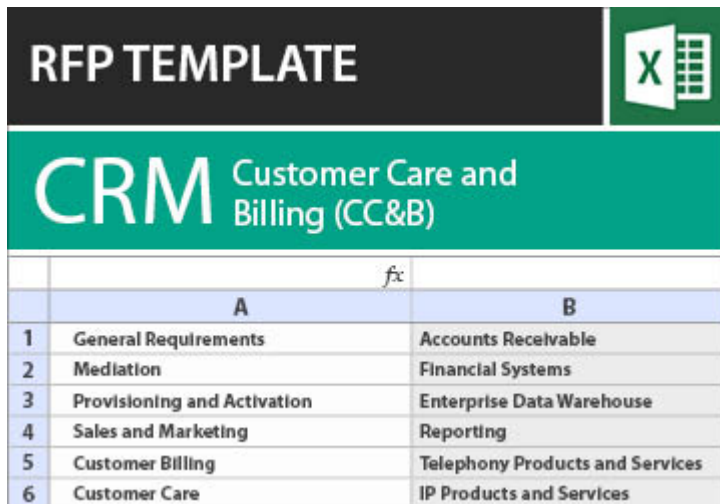 RFP TEMPLATE
X
CRM Customer Care and
Billing (CC&B)
fx
A B
1 General Requirements Accounts Receivable
2 Mediation Financial Systems
3 Provisioning and Activation Enterprise Data Warehouse
4 Sales and Marketing Reporting
5 Customer Billing Telephony Products and Services
6 Customer Care IP Products and Services